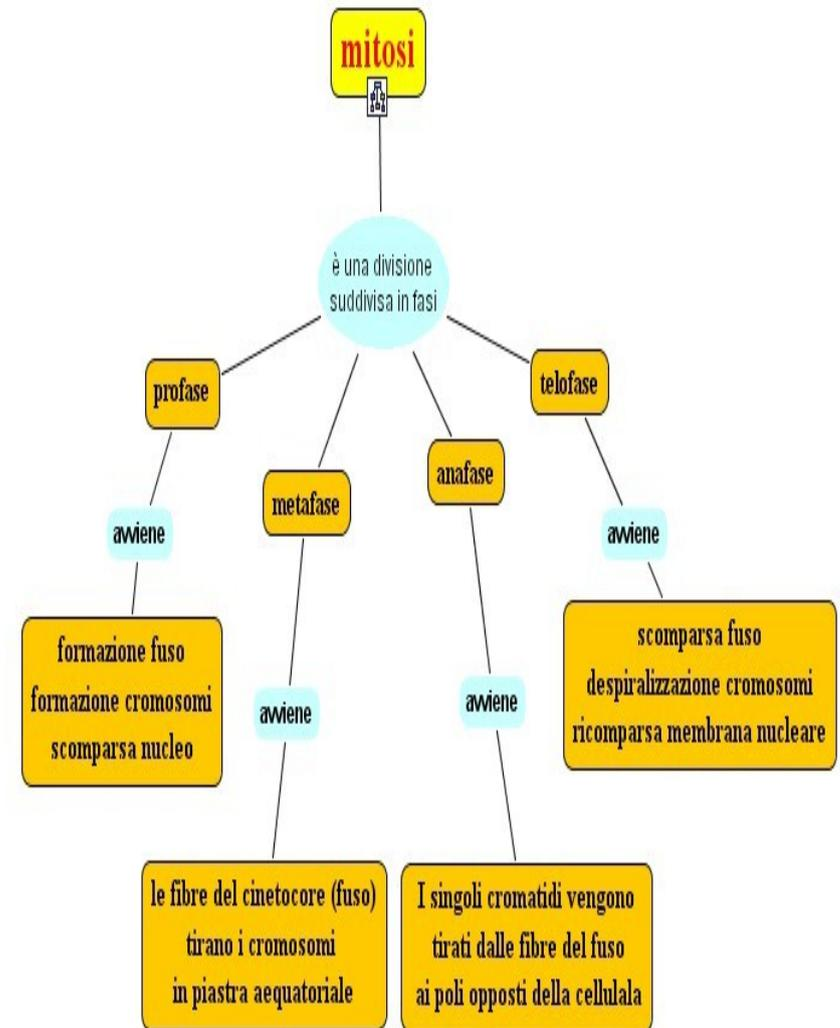 mitosi
è una divisione
suddivisa in fasi
profase
avviene
formazione fuso
formazione cromosomi
scomparsa nucleo
metafase
avviene
le fibre del cinetocore (fuso)
tirano i cromosomi
in piastra aequatoriale
anafase
avviene
I singoli cromatidi vengono
tirati dalle fibre del fuso
ai poli opposti della cellulala
telofase
avviene
scomparsa fuso
despiralizzazione cromosomi
ricomparsa membrana nucleare